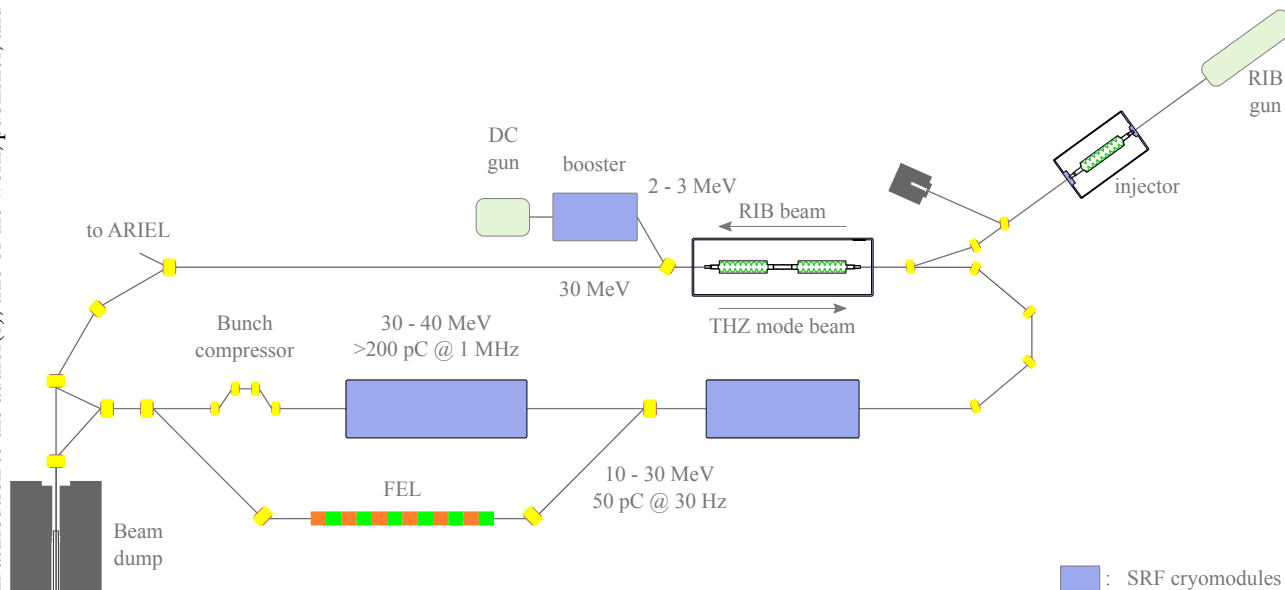 RIB
gun
DC
gun
booster
injector
2 - 3 MeV
RIB beam
to ARIEL
30 MeV
THZ mode beam
Bunch
compressor
30 - 40 MeV
>200 pC @ 1 MHz
10 - 30 MeV
50 pC @ 30 Hz
FEL
Beam
dump
: SRF cryomodules